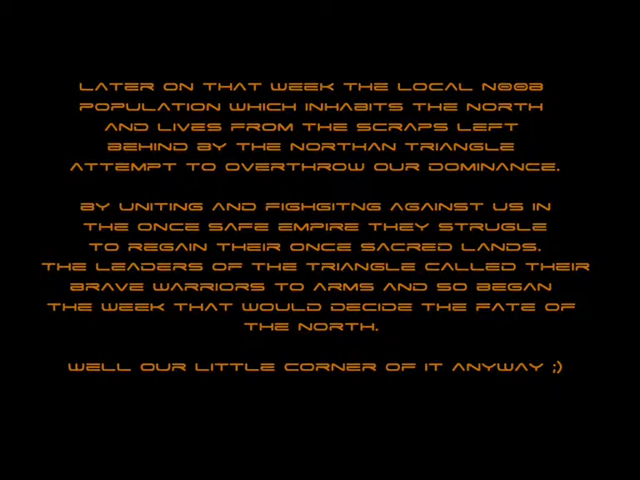 LATER ON THAT WEEK THE LOCAL N00B
POPULATION WHICH INHABITS THE NORTH
AND LIVES FROM THE SCRAPS LEFT
BEHIND BY THE NORTHAN TRIANGLE
ATTEMPT TO OVERTHROW OUR DOMINANCE.
BY UNITING AND FIGHGITNG AGAINST US IN
THE ONCE SAFE EMPIRE THEY STRUGLE
TO REGAIN THEIR ONCE SACRED LANDS.
THE LEADERS OF THE TRIANGLE CALLED THEIR
BRAVE WARRIORS TO ARMS AND SO BEGAN
THE WEEK THAT WOULD DECIDE THE FATE OF
THE NORTH.
WELL OUR LITTLE CORNER OF IT ANYWAY ;)